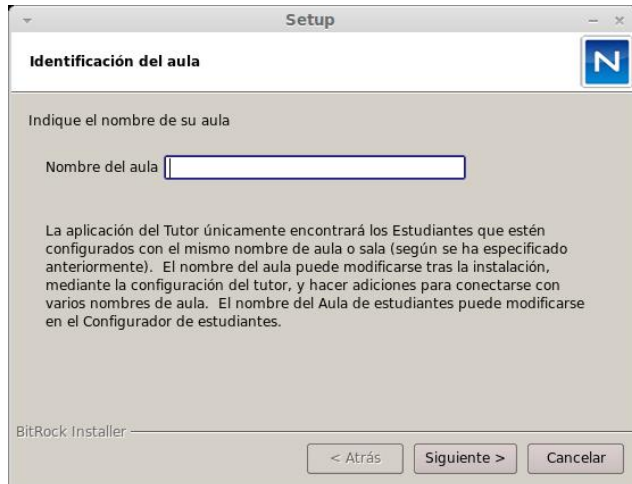 Setup
Identificación del aula
N
Indique el nombre de su aula
Nombre del aula
La aplicación del Tutor únicamente encontrará los Estudiantes que estén
configurados con el mismo nombre de aula o sala (según se ha especificado
anteriormente). El nombre del aula puede modificarse tras la instalación,
mediante la configuración del tutor, y hacer adiciones para conectarse con
varios nombres de aula. El nombre del Aula de estudiantes puede modificarse
en el Configurador de estudiantes.
BitRock Installer
< Atrás Siguiente > Cancelar